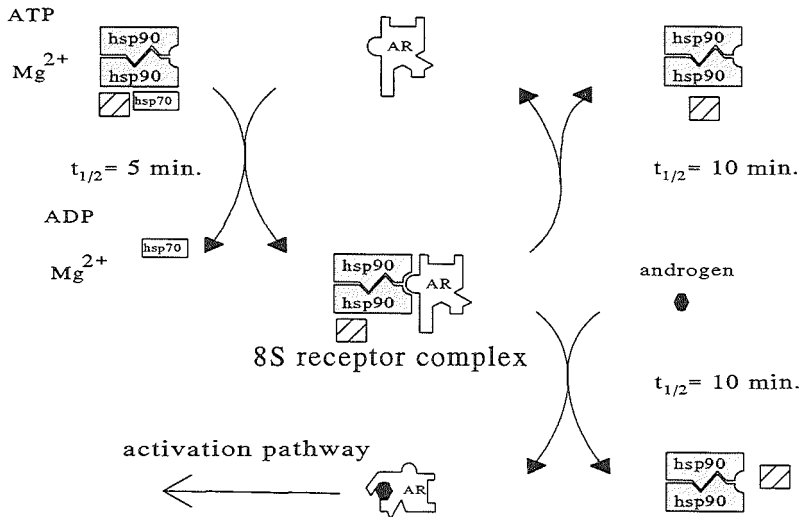 ATP
hsp90
hsp90
Mg2+
hsp70
AR
hsp90
hsp90
t1/2= 5 min.
t1/2= 10 min.
ADP
hsp70
Mg2+
hsp90
hsp90
AR
androgen
8S receptor complex
t1/2= 10 min.
activation pathway
AR
hsp90
hsp90